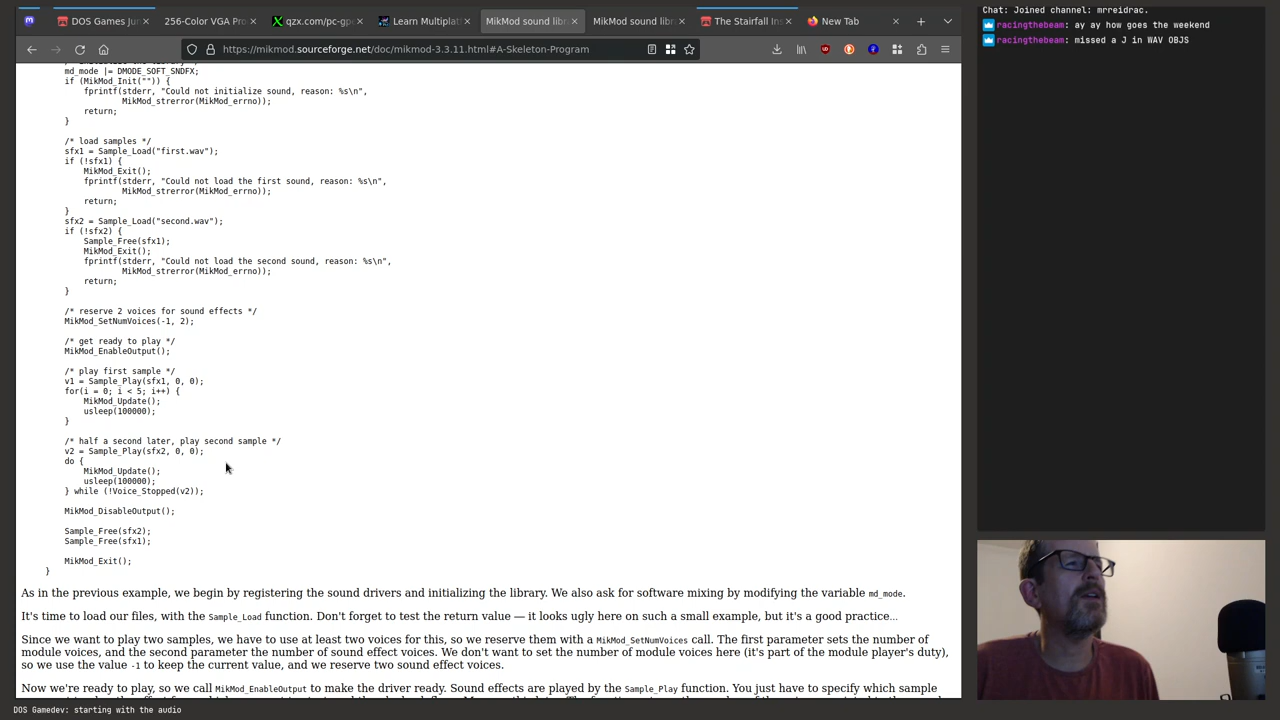 DOS Games Ju
256-Color VGA Pro
qzx.com/pc-gp
Learn Multiplat
MikMod sound libr
MikMod sound libr
The Stairfall Ins
New Tab
https://mikmod.sourceforge.net/doc/mikmod-3.3.11.html#A-Skeleton-Program
md_mode |= DMODE_SOFT_SNDFX;
if (MikMod_Init("")) {
fprintf(stderr, "Could not initialize sound, reason: %s\n",
MikMod_strerror(MikMod_errno));
return;
}
/* load samples */
sfx1 = Sample_Load("first.wav");
if (!sfx1) {
MikMod_Exit();
fprintf(stderr, "Could not load the first sound, reason: %s\n",
MikMod_strerror(MikMod_errno));
return;
}
sfx2 = Sample_Load("second.wav");
if (!sfx2) {
Sample_Free(sfx1);
MikMod_Exit();
fprintf(stderr, "Could not load the second sound, reason: %s\n",
MikMod_strerror(MikMod_errno));
return;
}
/* reserve 2 voices for sound effects */
MikMod_SetNumVoices(-1, 2);
/* get ready to play */
MikMod_EnableOutput();
/* play first sample */
v1 = Sample_Play(sfx1, 0, 0);
for(i = 0; i < 5; i++) {
MikMod_Update();
usleep(100000);
}
/* half a second later, play second sample */
v2 = Sample_Play(sfx2, 0, 0);
do {
MikMod_Update();
usleep(100000);
} while (!Voice_Stopped(v2));
MikMod_DisableOutput();
Sample_Free(sfx2);
Sample_Free(sfx1);
MikMod_Exit();
}
As in the previous example, we begin by registering the sound drivers and initializing the library. We also ask for software mixing by modifying the variable md_mode.
It's time to load our files, with the Sample_Load function. Don't forget to test the return value — it looks ugly here on such a small example, but it's a good practice...
Since we want to play two samples, we have to use at least two voices for this, so we reserve them with a MikMod_SetNumVoices call. The first parameter sets the number of
module voices, and the second parameter the number of sound effect voices. We don't want to set the number of module voices here (it's part of the module player's duty),
so we use the value -1 to keep the current value, and we reserve two sound effect voices.
Now we're ready to play, so we call MikMod_EnableOutput to make the driver ready. Sound effects are played by the Sample_Play function. You just have to specify which sample
Chat: Joined channel: mrreidrac.
racingthebeam: ay ay how goes the weekend
racingthebeam: missed a J in WAV OBJS
DOS Gamedev: starting with the audio